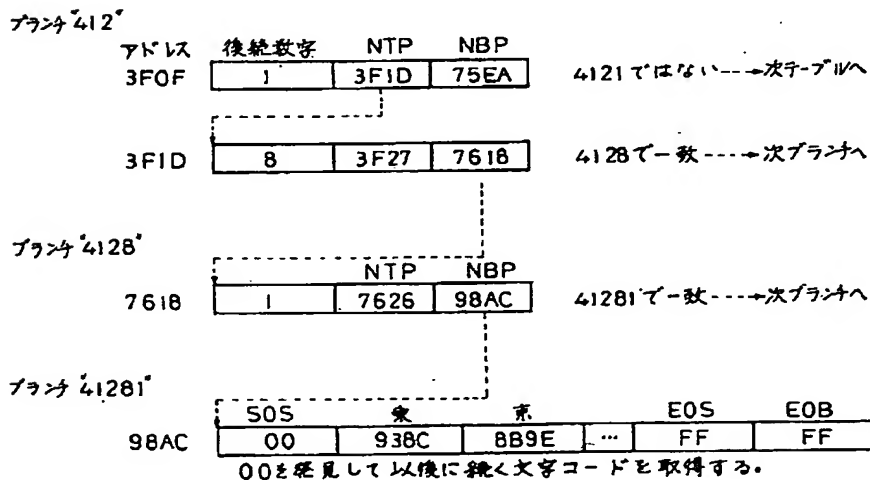 ブランチ"412"
アドレス 後続数字 NTP NBP
3F0F 1 3F1D 75EA 4121ではない---→次テーブルへ
3F1D 8 3F27 7618 4128で一致---→次ブランチへ
ブランチ"4128"
NTP NBP
7618 1 7626 98AC 41281で一致---→次ブランチへ
ブランチ"41281"
SOS 東 京 EOS EOB
98AC 00 938C 8B9E … FF FF
00を発見して以後に続く文字コードを取得する。